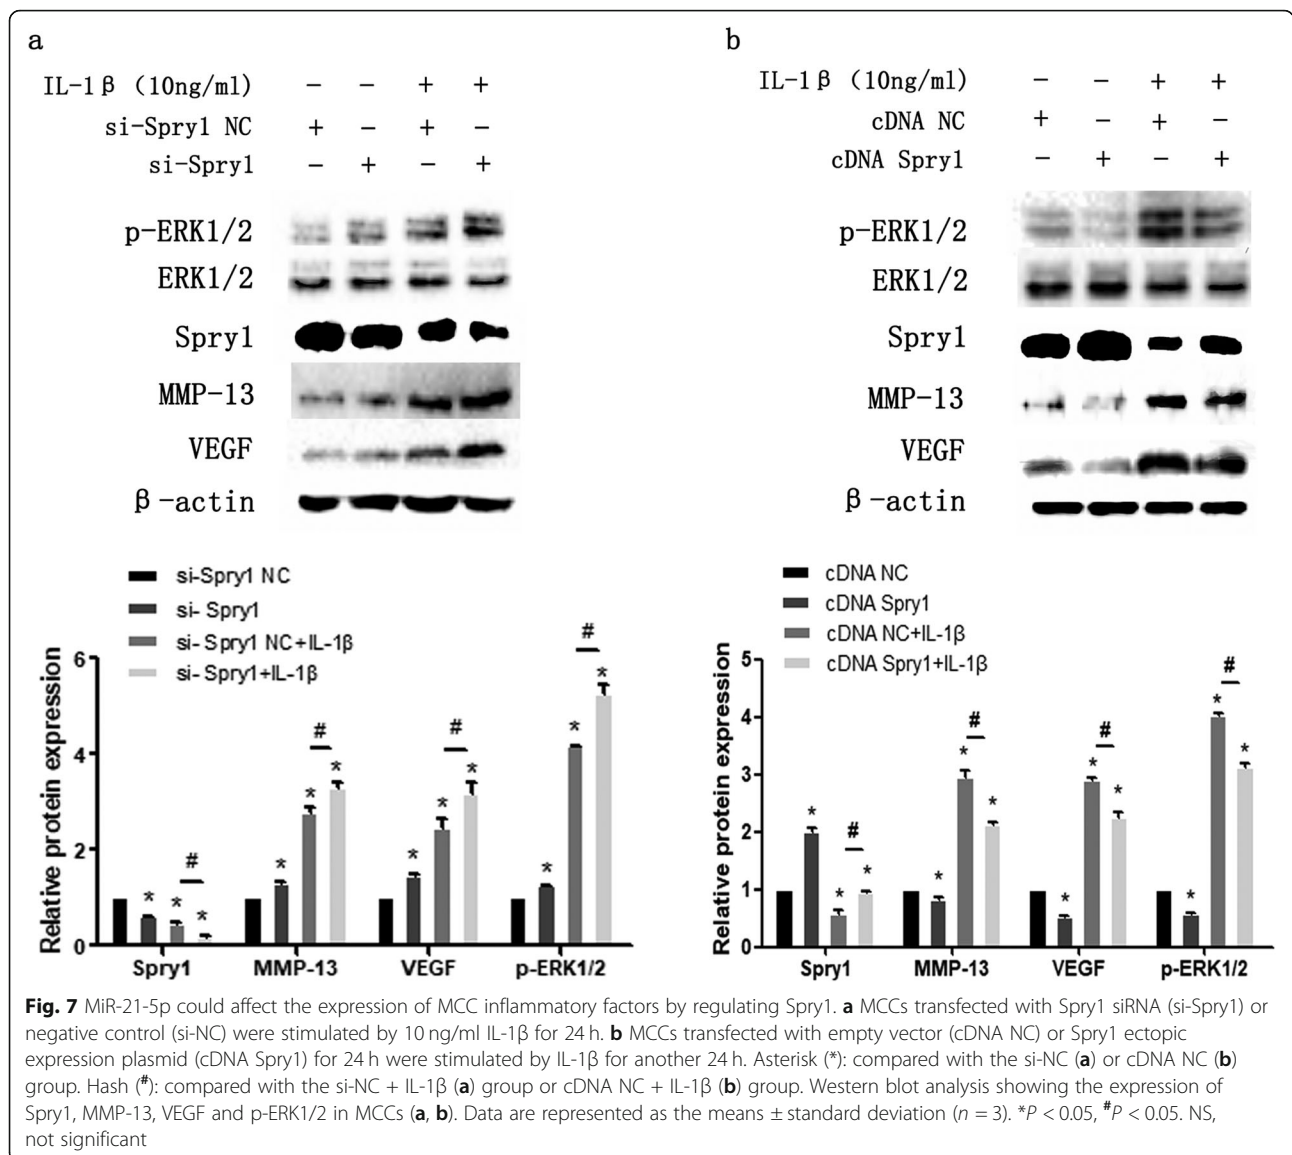 a
IL-1β (10ng/ml) − − + +
si-Spry1 NC + − + −
si-Spry1 − + − +
p-ERK1/2
ERK1/2
Spry1
MMP-13
VEGF
β-actin
si-Spry1 NC
si- Spry1
si- Spry1 NC+IL-1β
si- Spry1+IL-1β
Relative protein expression
6
4
2
0
* * * #
* * * #
* * * #
* * #
Spry1 MMP-13 VEGF p-ERK1/2
b
IL-1β (10ng/ml) − − + +
cDNA NC + − + −
cDNA Spry1 − + − +
p-ERK1/2
ERK1/2
Spry1
MMP-13
VEGF
β-actin
cDNA NC
cDNA Spry1
cDNA NC+IL-1β
cDNA Spry1+IL-1β
Relative protein expression
5
4
3
2
1
0
* * * #
* * * #
* * * #
* * * #
Spry1 MMP-13 VEGF p-ERK1/2
Fig. 7 MiR-21-5p could affect the expression of MCC inflammatory factors by regulating Spry1. a MCCs transfected with Spry1 siRNA (si-Spry1) or
negative control (si-NC) were stimulated by 10 ng/ml IL-1β for 24 h. b MCCs transfected with empty vector (cDNA NC) or Spry1 ectopic
expression plasmid (cDNA Spry1) for 24 h were stimulated by IL-1β for another 24 h. Asterisk (*): compared with the si-NC (a) or cDNA NC (b)
group. Hash (#): compared with the si-NC + IL-1β (a) group or cDNA NC + IL-1β (b) group. Western blot analysis showing the expression of
Spry1, MMP-13, VEGF and p-ERK1/2 in MCCs (a, b). Data are represented as the means ± standard deviation (n = 3). *P < 0.05, #P < 0.05. NS,
not significant